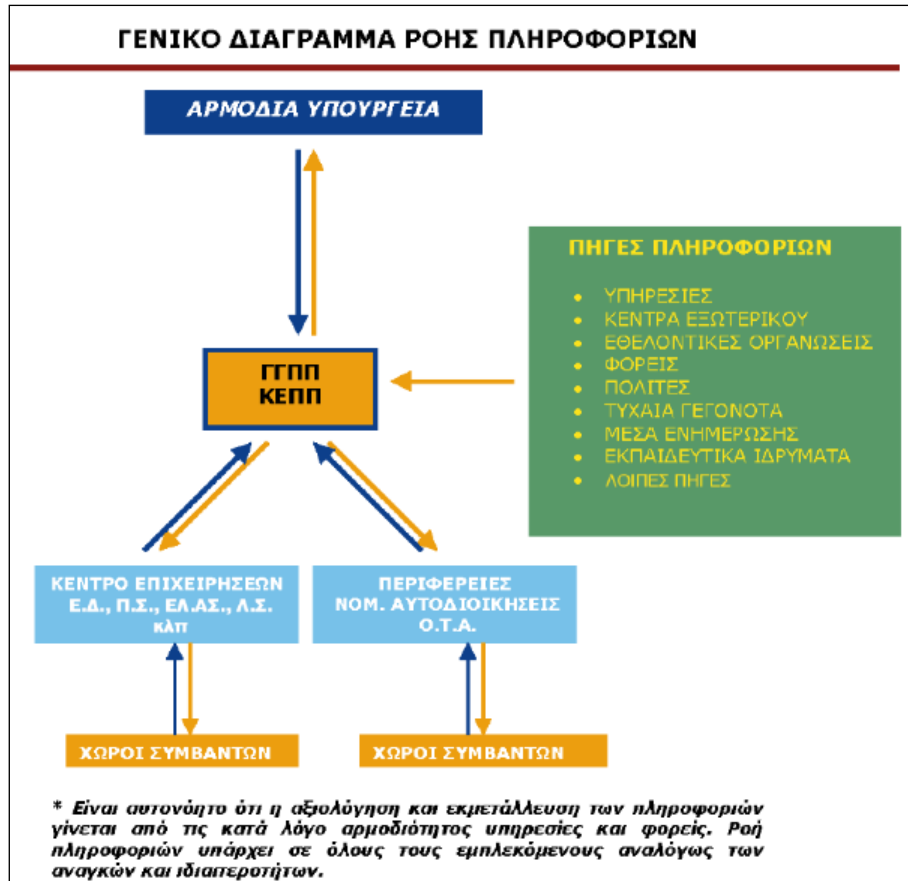 ΓΕΝΙΚΟ ΔΙΑΓΡΑΜΜΑ ΡΟΗΣ ΠΛΗΡΟΦΟΡΙΩΝ
ΑΡΜΟΔΙΑ ΥΠΟΥΡΓΕΙΑ
ΠΗΓΕΣ ΠΛΗΡΟΦΟΡΙΩΝ
• ΥΠΗΡΕΣΙΕΣ
• ΚΕΝΤΡΑ ΕΞΩΤΕΡΙΚΟΥ
• ΕΘΕΛΟΝΤΙΚΕΣ ΟΡΓΑΝΩΣΕΙΣ
• ΦΟΡΕΙΣ
• ΠΟΛΙΤΕΣ
• ΤΥΧΑΙΑ ΓΕΓΟΝΟΤΑ
• ΜΕΣΑ ΕΝΗΜΕΡΩΣΗΣ
• ΕΚΠΑΙΔΕΥΤΙΚΑ ΙΔΡΥΜΑΤΑ
• ΛΟΙΠΕΣ ΠΗΓΕΣ
ΓΓΠΠ
ΚΕΠΠ
ΚΕΝΤΡΟ ΕΠΙΧΕΙΡΗΣΕΩΝ
Ε.Δ., Π.Σ., ΕΛ.ΑΣ., Λ.Σ.
κλπ
ΠΕΡΙΦΕΡΕΙΕΣ
ΝΟΜ. ΑΥΤΟΔΙΟΙΚΗΣΕΙΣ
Ο.Τ.Α.
ΧΩΡΟΙ ΣΥΜΒΑΝΤΩΝ
ΧΩΡΟΙ ΣΥΜΒΑΝΤΩΝ
* Είναι αυτονόητο ότι η αξιολόγηση και εκμετάλλευση των πληροφοριών
γίνεται από τις κατά λόγο αρμοδιότητος υπηρεσίες και φορείς. Ροή
πληροφοριών υπάρχει σε όλους τους εμπλεκόμενους αναλόγως των
αναγκών και ιδιαιτεροτήτων.